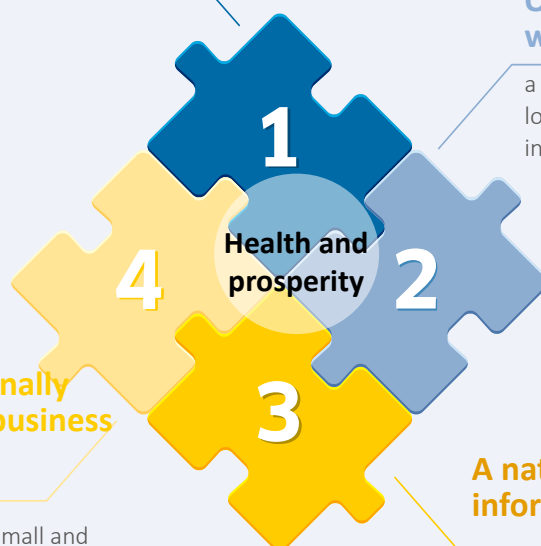 a
lo
in
1
Health and
prosperity
2
4
3
nally
business
mall and
A nat
infor